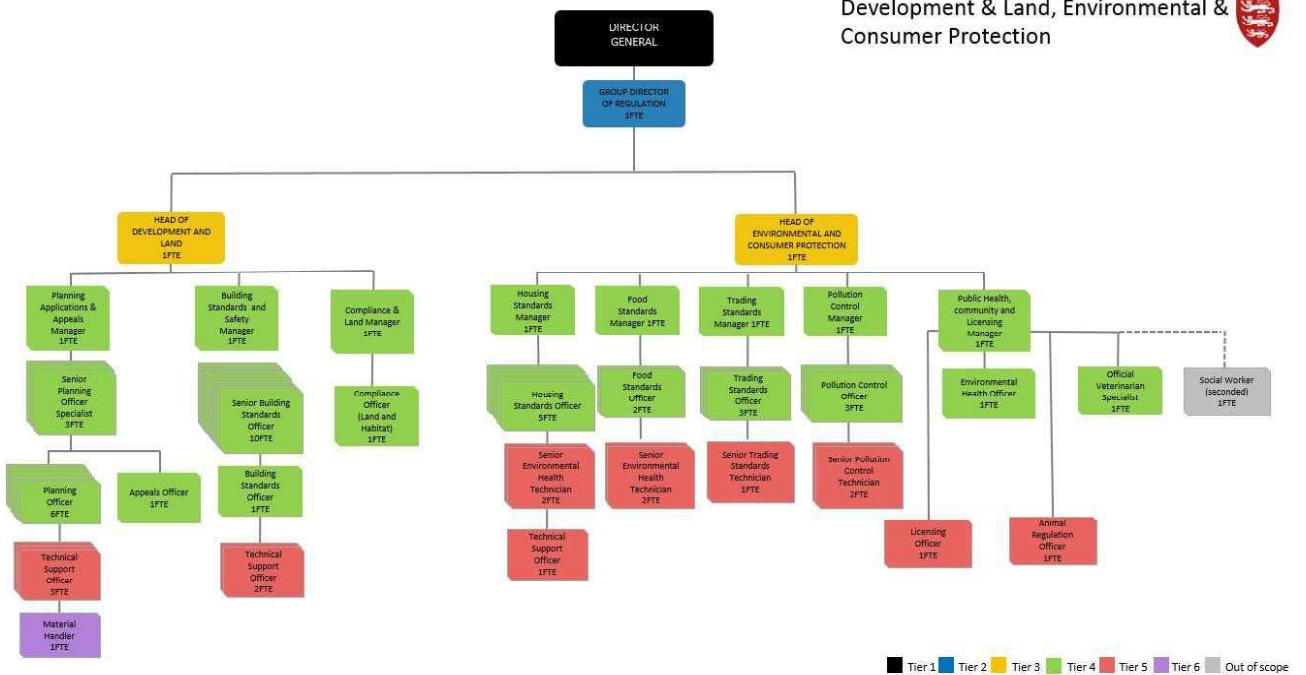 Development & Land, Environmental &
Consumer Protection
DIRECTOR
GENERAL
GROUP DIRECTOR
OF REGULATION
1FTE
HEAD OF
DEVELOPMENT AND
LAND
1FTE
HEAD OF
ENVIRONMENTAL AND
CONSUMER PROTECTION
1FTE
Planning
Applications &
Appeals
Manager
1FTE
Building
Standards and
Safety
Manager
1FTE
Compliance &
Land Manager
1FTE
Housing
Standards
Manager
1FTE
Food
Standards
Manager 1FTE
Trading
Standards
Manager 1FTE
Pollution
Control
Manager
1FTE
Public Health,
community and
Licensing
Manager
1FTE
Senior
Planning
Officer
Specialist
3FTE
Senior Building
Standards
Officer
10FTE
Compliance
Officer
(Land and
Habitat)
1FTE
Housing
Standards Officer
5FTE
Food
Standards
Officer
2FTE
Trading
Standards
Officer
3FTE
Pollution Control
Officer
3FTE
Environmental
Health Officer
1FTE
Official
Veterinarian
Specialist
1FTE
Social Worker
(seconded)
1FTE
Planning
Officer
6FTE
Appeals Officer
1FTE
Building
Standards
Officer
1FTE
Senior
Environmental
Health
Technician
2FTE
Senior
Environmental
Health
Technician
2FTE
Senior Trading
Standards
Technician
1FTE
Senior Pollution
Control
Technician
2FTE
Technical
Support
Officer
3FTE
Technical
Support
Officer
2FTE
Technical
Support
Officer
1FTE
Licensing
Officer
1FTE
Animal
Regulation
Officer
1FTE
Material
Handler
1FTE
Tier 1 Tier 2 Tier 3 Tier 4 Tier 5 Tier 6 Out of scope